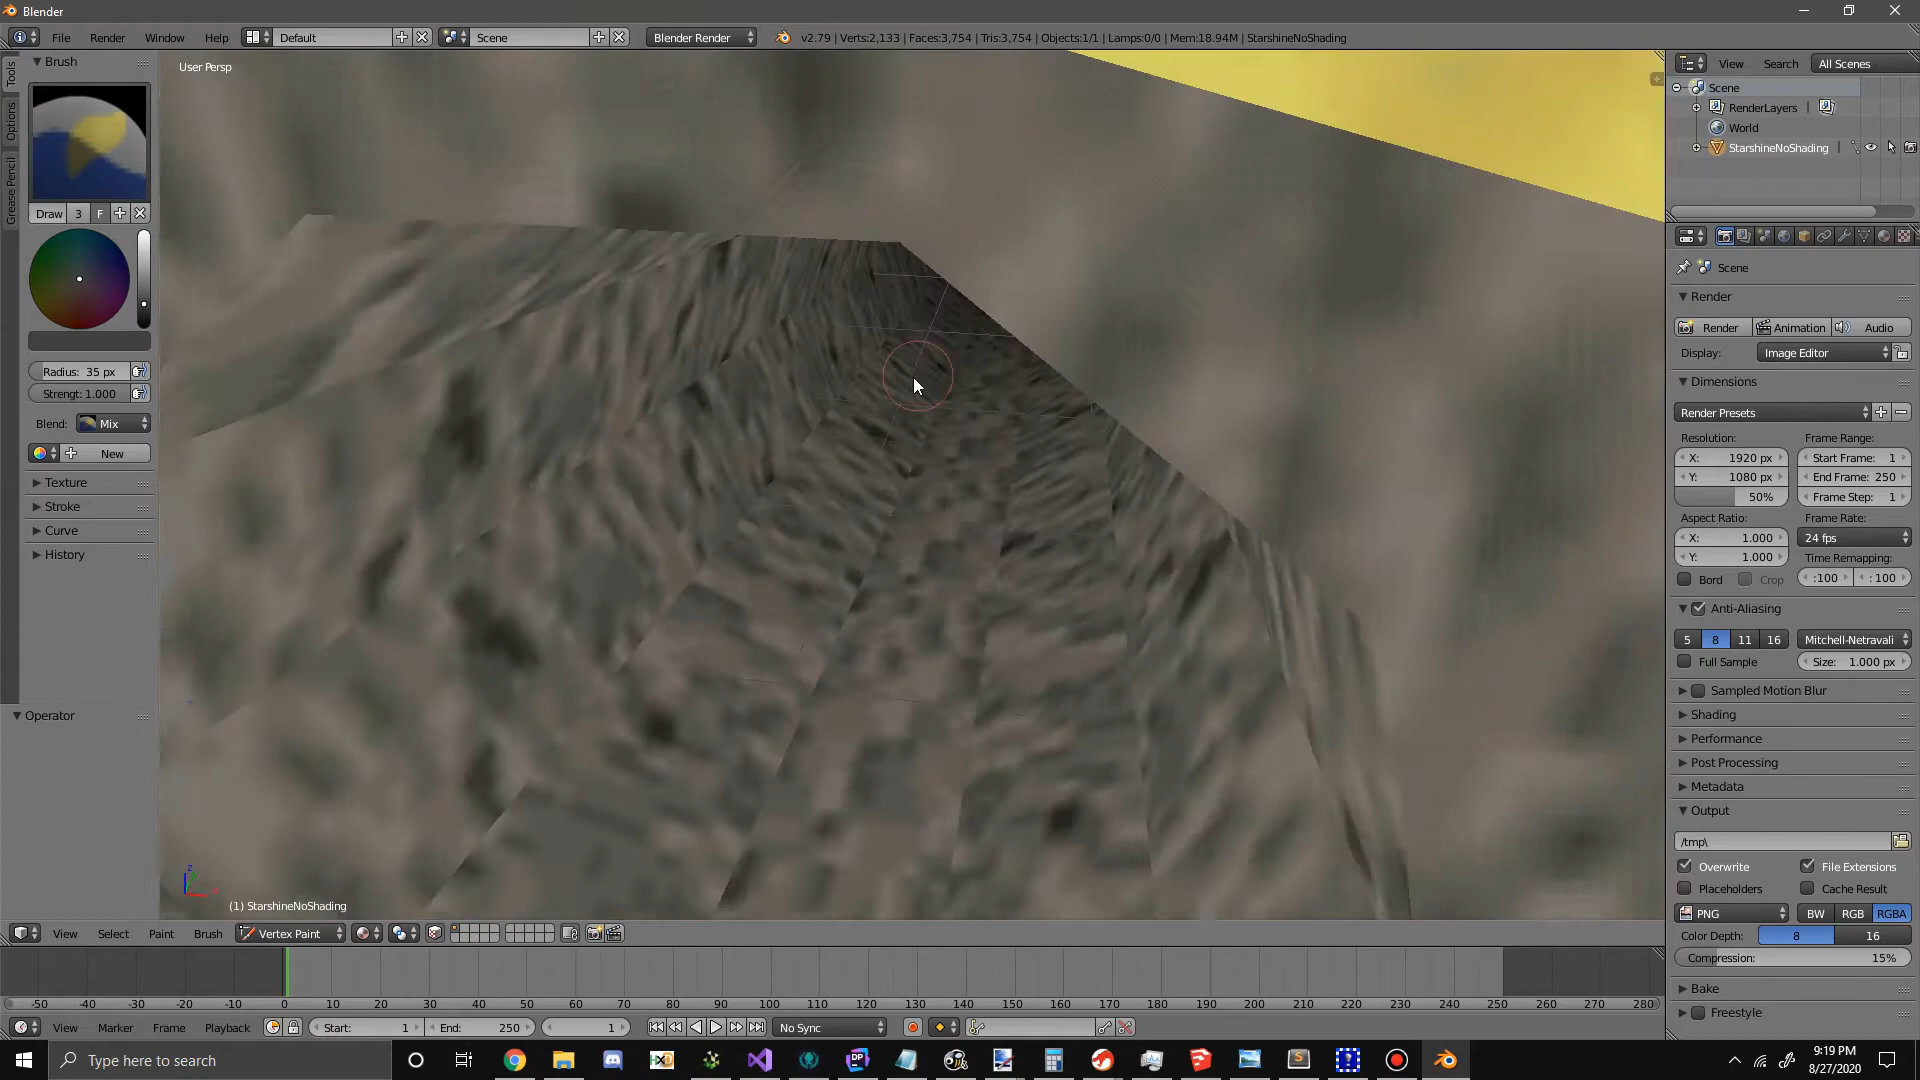 Blender
File Render Window Help Default Scene Blender Render v2.79 | Verts:2,133 | Faces:3,754 | Tris:3,754 | Objects:1/1 | Lamps:0/0 | Mem:18.94M | StarshineNoShading
Tools
Options
Grease Pencil
Brush
Draw 3 F
Radius: 35 px
Strengt: 1.000
Blend: Mix
New
Texture
Stroke
Curve
History
Operator
User Persp
(1) StarshineNoShading
View Search All Scenes
Scene
RenderLayers
World
StarshineNoShading
Scene
Render
Render Animation Audio
Display: Image Editor
Dimensions
Render Presets
Resolution: Frame Range:
X: 1920 px Start Frame: 1
Y: 1080 px End Frame: 250
50% Frame Step: 1
Aspect Ratio: Frame Rate:
X: 1.000 24 fps
Y: 1.000 Time Remapping:
Bord Crop :100 : 100
Anti-Aliasing
5 8 11 16 Mitchell-Netravali
Full Sample Size: 1.000 px
Sampled Motion Blur
Shading
Performance
Post Processing
Metadata
Output
/tmp\
Overwrite File Extensions
Placeholders Cache Result
PNG BW RGB RGBA
Color Depth: 8 16
Compression: 15%
Bake
Freestyle
View Select Paint Brush Vertex Paint
-50 -40 -30 -20 -10 0 10 20 30 40 50 60 70 80 90 100 110 120 130 140 150 160 170 180 190 200 210 220 230 240 250 260 270 280
View Marker Frame Playback Start: 1 End: 250 1 No Sync
Type here to search
9:19 PM
8/27/2020